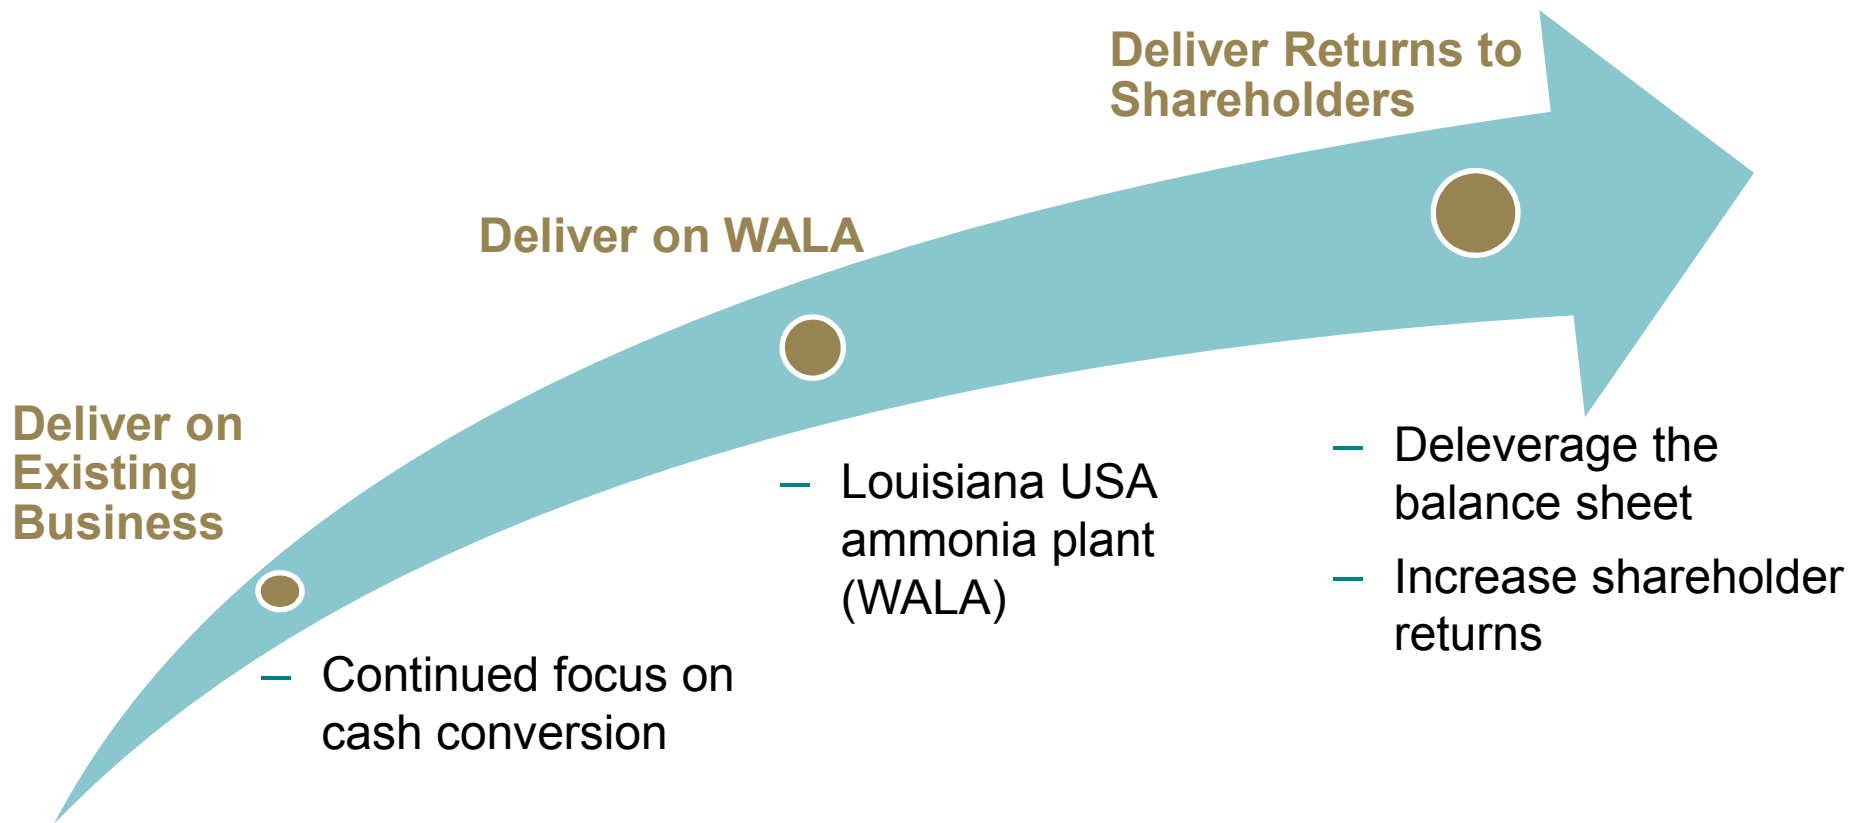 Deliver on
Existing
Business
– Continued focus on
cash conversion
Deliver on WALA
– Louisiana USA
ammonia plant
(WALA)
Deliver Returns to
Shareholders
– Deleverage the
balance sheet
– Increase shareholder
returns